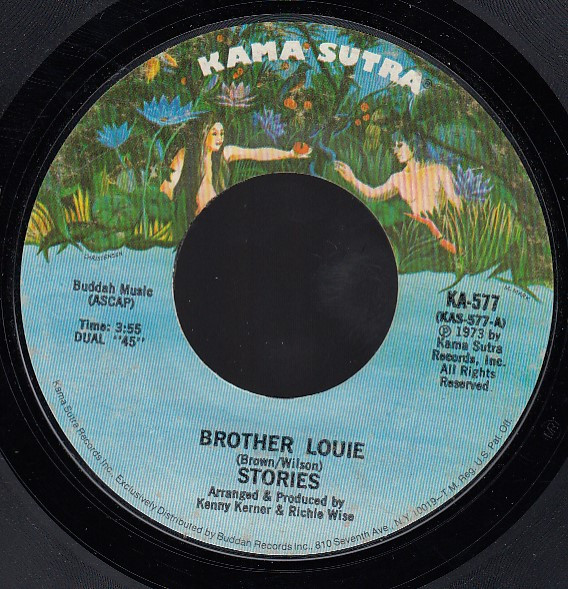 KAMA SUTRA®
Buddah Music
(ASCAP)
Time: 3:55
DUAL "45"
KA-577
(KAS-577-A)
Ⓟ 1973 by
Kama Sutra
Records, Inc.
All Rights
Reserved
BROTHER LOUIE
(Brown/Wilson)
STORIES
Arranged & Produced by
Kenny Kerner & Richie Wise
Kama Sutra Records Inc. Exclusively Distributed by Buddah Records Inc., 810 Seventh Ave., N.Y. 10019–T.M. Reg. U.S. Pat. Off.